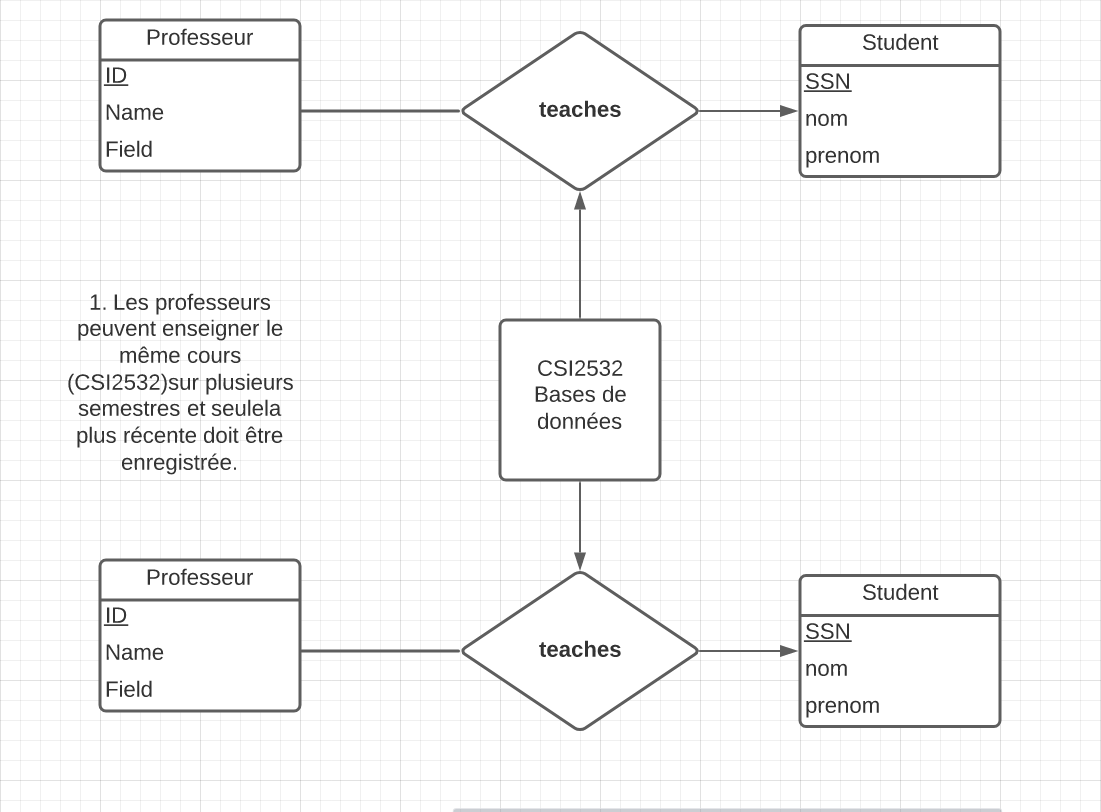 Professeur
ID
Name
Field
teaches
Student
SSN
nom
prenom
1. Les professeurs
peuvent enseigner le
même cours
(CSI2532)sur plusieurs
semestres et seulela
plus récente doit être
enregistrée.
CSI2532
Bases de
données
Professeur
ID
Name
Field
teaches
Student
SSN
nom
prenom